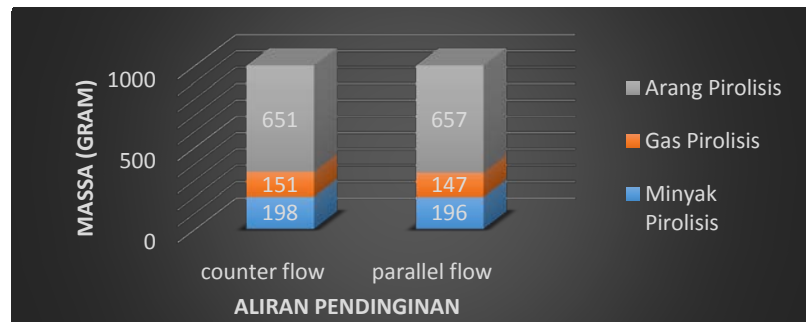 MASSA (GRAM)
1000
500
0
651
657
151
147
198
196
counter flow
parallel flow
ALIRAN PENDINGINAN
Arang Pirolisis
Gas Pirolisis
Minyak
Pirolisis